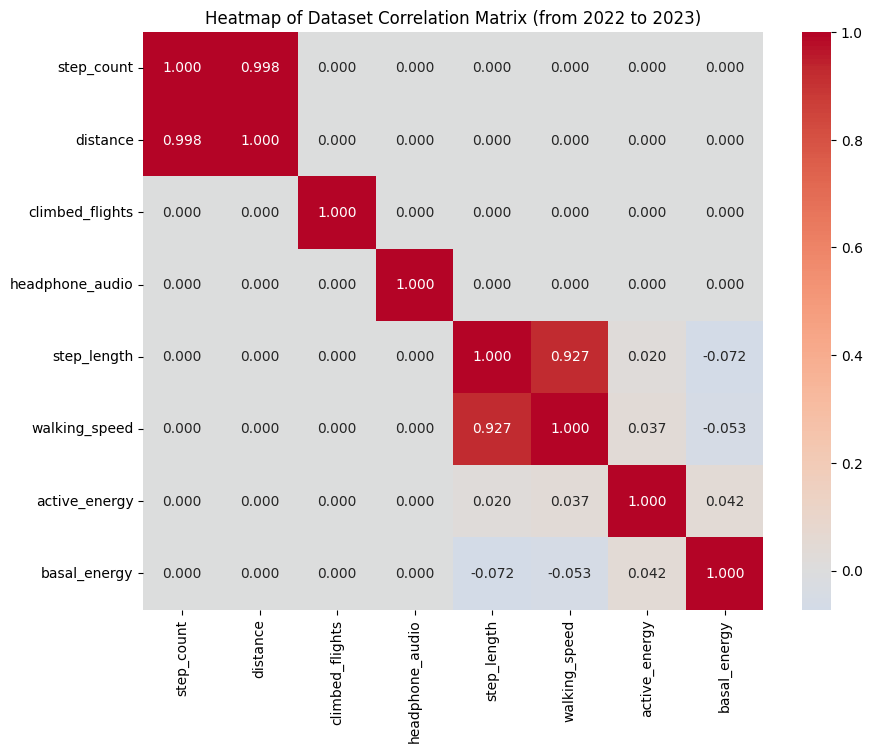 Heatmap of Dataset Correlation Matrix (from 2022 to 2023)
step_count 1.000 0.998 0.000 0.000 0.000 0.000 0.000 0.000
distance 0.998 1.000 0.000 0.000 0.000 0.000 0.000 0.000
climbed_flights 0.000 0.000 1.000 0.000 0.000 0.000 0.000 0.000
headphone_audio 0.000 0.000 0.000 1.000 0.000 0.000 0.000 0.000
step_length 0.000 0.000 0.000 0.000 1.000 0.927 0.020 -0.072
walking_speed 0.000 0.000 0.000 0.000 0.927 1.000 0.037 -0.053
active_energy 0.000 0.000 0.000 0.000 0.020 0.037 1.000 0.042
basal_energy 0.000 0.000 0.000 0.000 -0.072 -0.053 0.042 1.000
step_count
distance
climbed_flights
headphone_audio
step_length
walking_speed
active_energy
basal_energy
1.0
0.8
0.6
0.4
0.2
0.0